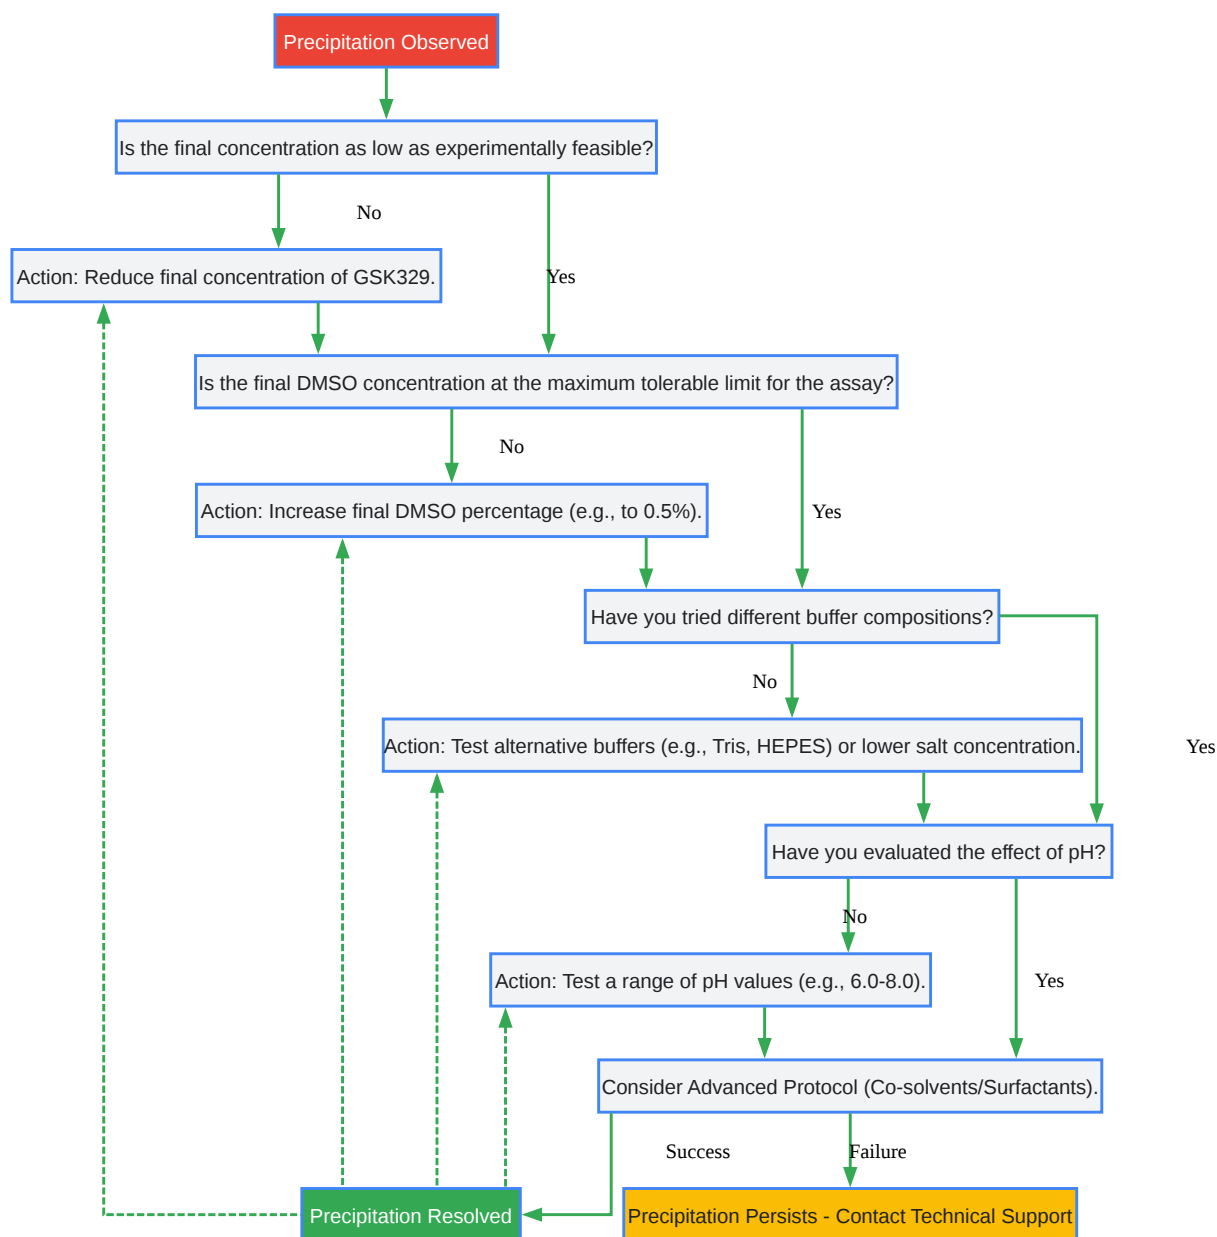 Precipitation Observed
Is the final concentration as low as experimentally feasible?
No
Action: Reduce final concentration of GSK329.
Yes
Is the final DMSO concentration at the maximum tolerable limit for the assay?
No
Action: Increase final DMSO percentage (e.g., to 0.5%).
Yes
Have you tried different buffer compositions?
No
Action: Test alternative buffers (e.g., Tris, HEPES) or lower salt concentration.
Yes
Have you evaluated the effect of pH?
No
Action: Test a range of pH values (e.g., 6.0-8.0).
Yes
Consider Advanced Protocol (Co-solvents/Surfactants).
Success
Failure
Precipitation Resolved
Precipitation Persists - Contact Technical Support